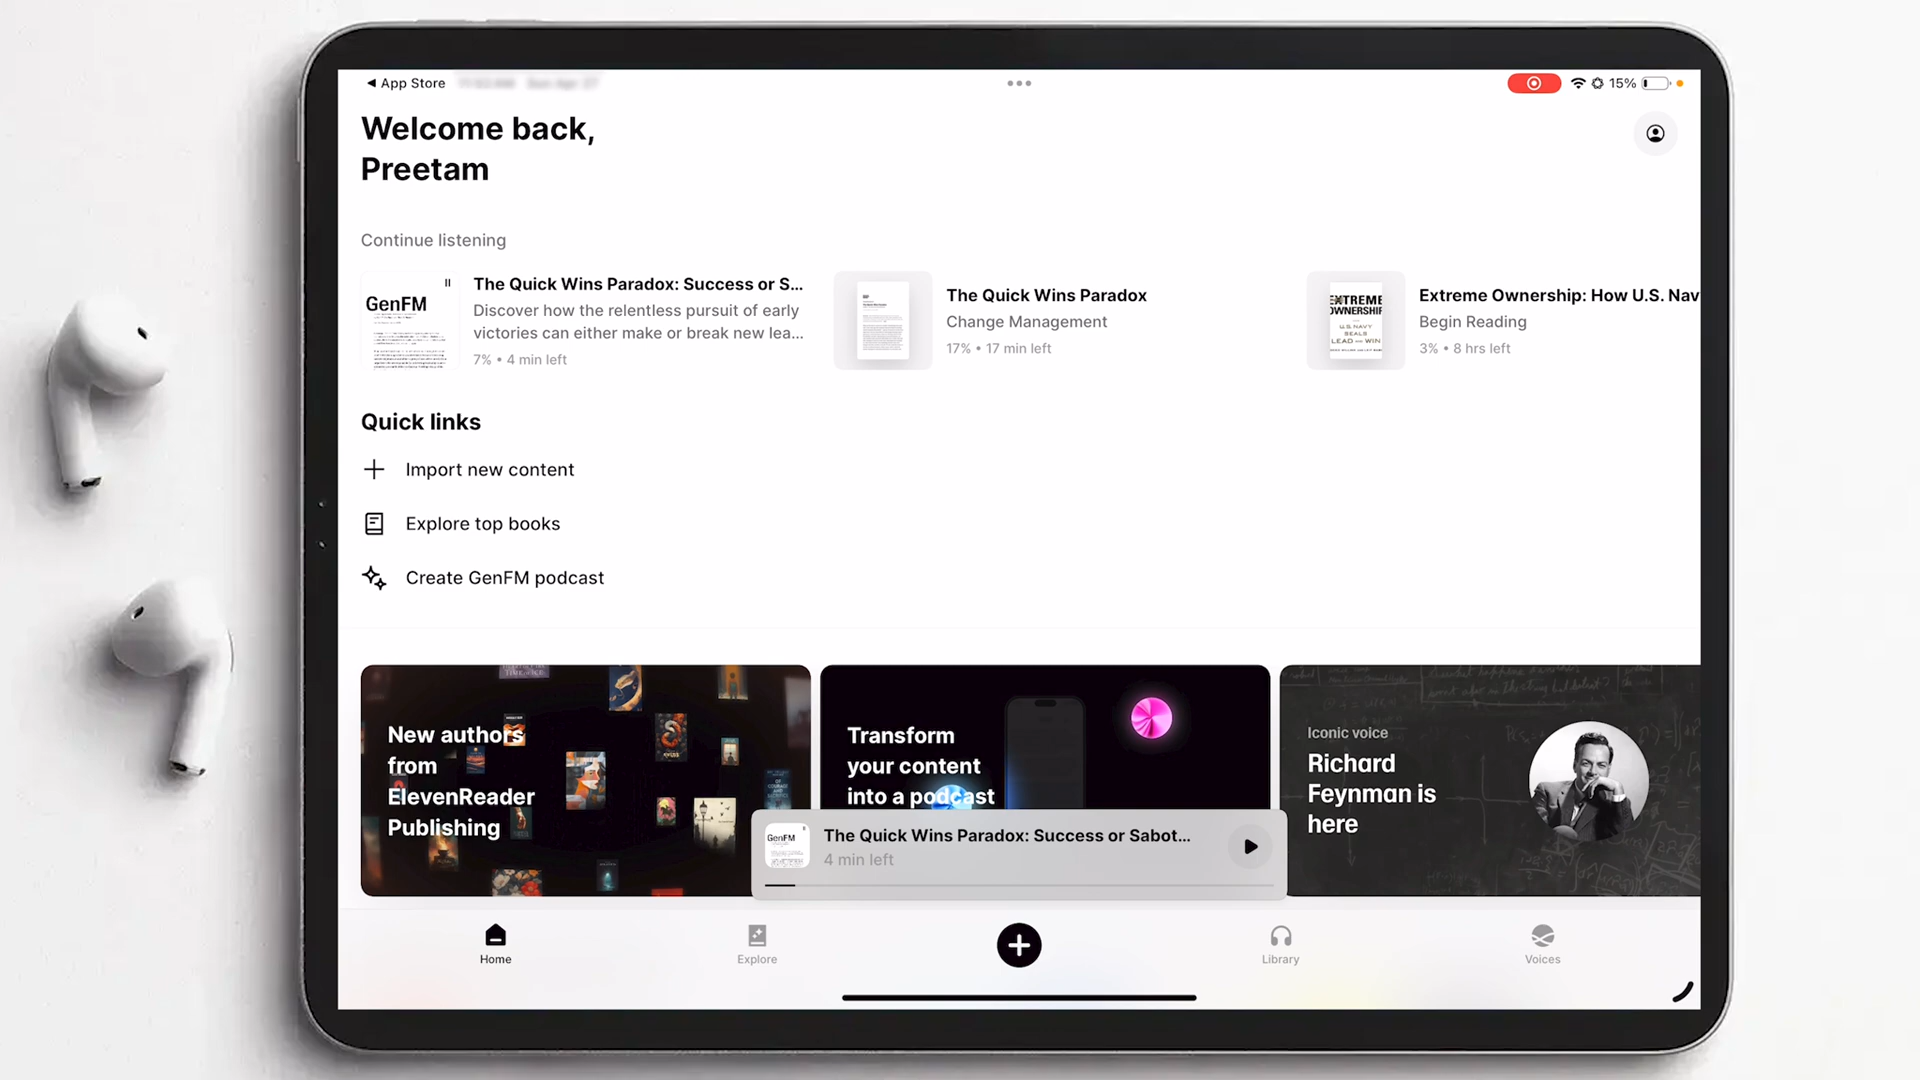 ◀ App Store
15%
Welcome back,
Preetam
Continue listening
GenFM
The Quick Wins Paradox: Success or S...
Discover how the relentless pursuit of early
victories can either make or break new lea...
7% • 4 min left
The Quick Wins Paradox
Change Management
17% • 17 min left
EXTREME
OWNERSHIP
U.S. NAVY
SEALS
LEAD AND WIN
Extreme Ownership: How U.S. Nav
Begin Reading
3% • 8 hrs left
Quick links
Import new content
Explore top books
Create GenFM podcast
New authors
from
ElevenReader
Publishing
Transform
your content
into a podcast
Iconic voice
Richard
Feynman is
here
GenFM
The Quick Wins Paradox: Success or Sabot...
4 min left
Home
Explore
Library
Voices